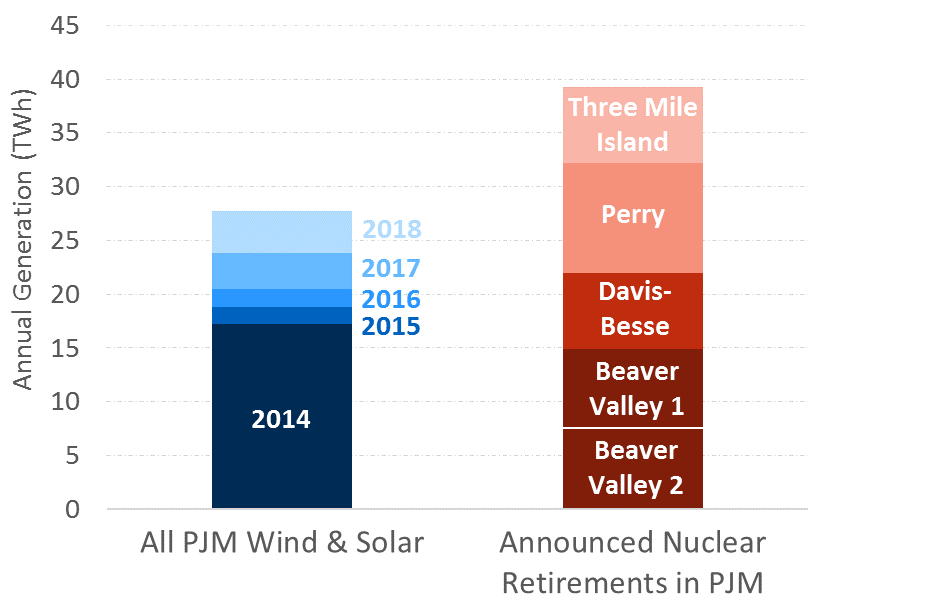 Annual Generation (TWh)
45
40
35
30
25
20
15
10
5
0
2018
2017
2016
2015
2014
Three Mile
Island
Perry
Davis-
Besse
Beaver
Valley 1
Beaver
Valley 2
All PJM Wind & Solar
Announced Nuclear
Retirements in PJM